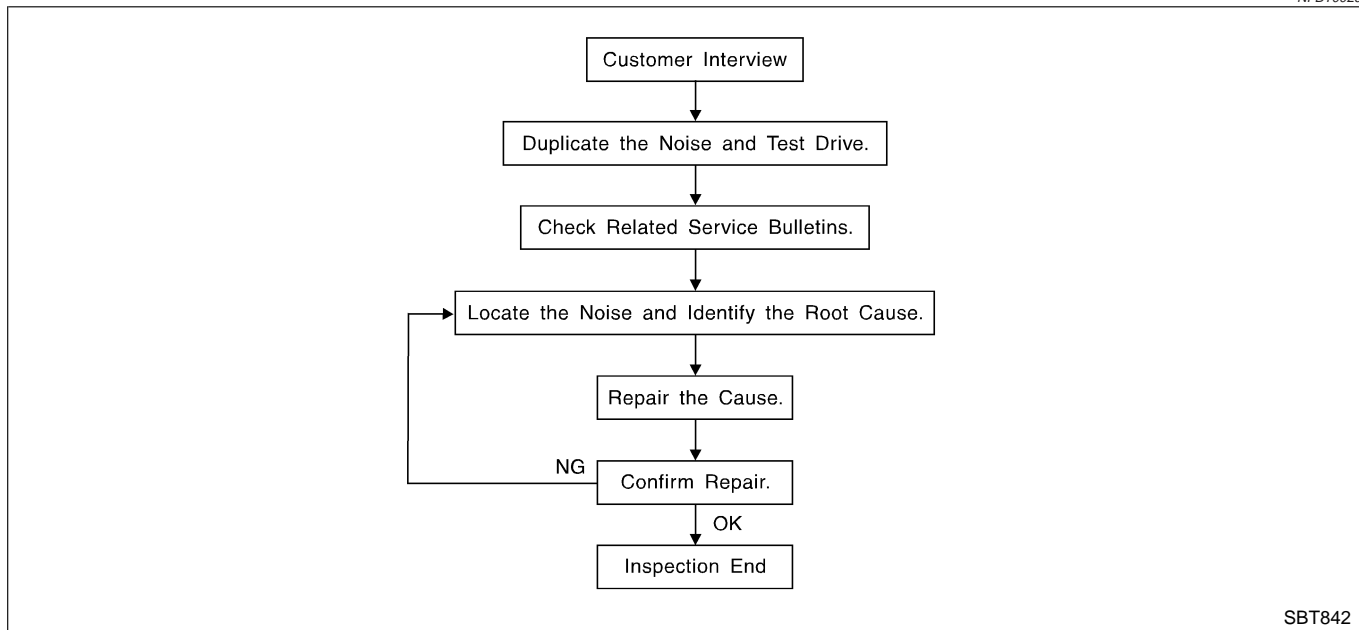 Customer Interview
Duplicate the Noise and Test Drive.
Check Related Service Bulletins.
Locate the Noise and Identify the Root Cause.
Repair the Cause.
NG
Confirm Repair.
OK
Inspection End
SBT842